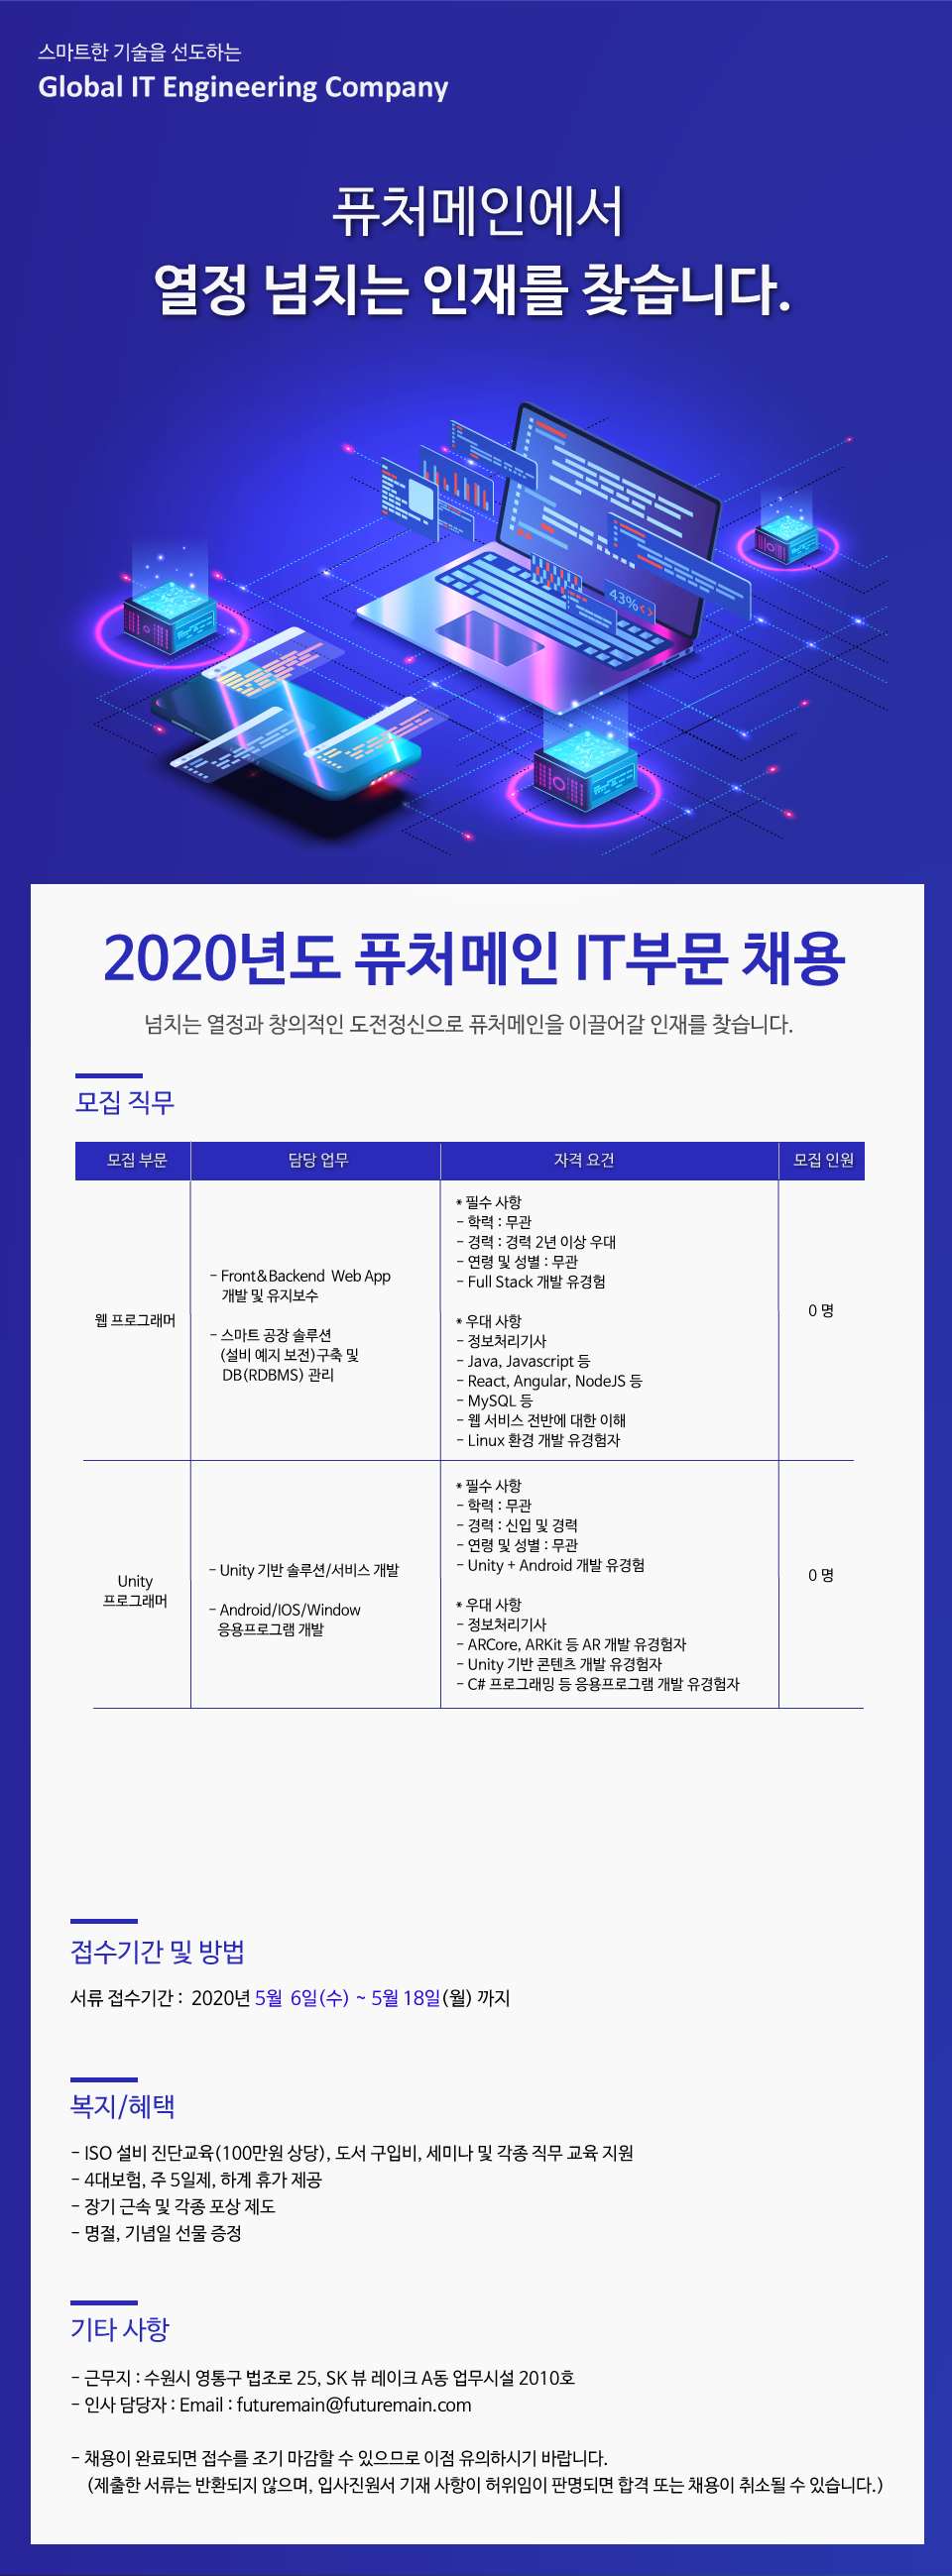 스마트한 기술을 선도하는
Global IT Engineering Company
퓨처메인에서
열정 넘치는 인재를 찾습니다.
43%<>
2020년도 퓨처메인 IT부문 채용
넘치는 열정과 창의적인 도전정신으로 퓨처메인을 이끌어갈 인재를 찾습니다.
모집 직무
모집 부문 담당 업무 자격 요건 모집 인원
웹 프로그래머
- Front&Backend Web App
개발 및 유지보수
- 스마트 공장 솔루션
(설비 예지 보전)구축 및
DB(RDBMS) 관리
* 필수 사항
- 학력 : 무관
- 경력 : 경력 2년 이상 우대
- 연령 및 성별 : 무관
- Full Stack 개발 유경험
* 우대 사항
- 정보처리기사
- Java, Javascript 등
- React, Angular, NodeJS 등
- MySQL 등
- 웹 서비스 전반에 대한 이해
- Linux 환경 개발 유경험자
0 명
Unity
프로그래머
- Unity 기반 솔루션/서비스 개발
- Android/IOS/Window
응용프로그램 개발
* 필수 사항
- 학력 : 무관
- 경력 : 신입 및 경력
- 연령 및 성별 : 무관
- Unity + Android 개발 유경험
* 우대 사항
- 정보처리기사
- ARCore, ARKit 등 AR 개발 유경험자
- Unity 기반 콘텐츠 개발 유경험자
- C# 프로그래밍 등 응용프로그램 개발 유경험자
0 명
접수기간 및 방법
서류 접수기간 : 2020년 5월 6일(수) ~ 5월 18일(월) 까지
복지/혜택
- ISO 설비 진단교육(100만원 상당), 도서 구입비, 세미나 및 각종 직무 교육 지원
- 4대보험, 주 5일제, 하계 휴가 제공
- 장기 근속 및 각종 포상 제도
- 명절, 기념일 선물 증정
기타 사항
- 근무지 : 수원시 영통구 법조로 25, SK 뷰 레이크 A동 업무시설 2010호
- 인사 담당자 : Email : futuremain@futuremain.com
- 채용이 완료되면 접수를 조기 마감할 수 있으므로 이점 유의하시기 바랍니다.
(제출한 서류는 반환되지 않으며, 입사진원서 기재 사항이 허위임이 판명되면 합격 또는 채용이 취소될 수 있습니다.)